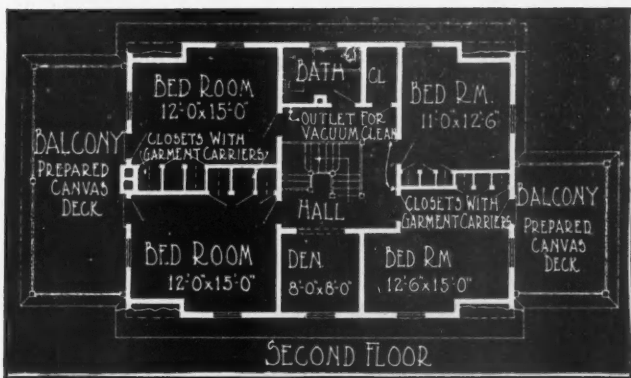 BED ROOM
12'-0"X15'-0"
BATH
CL
BED RM.
11'-0X12'-6"
OUTLET FOR
VACUUM CLEAN
BALCONY
PREPARED
CANVAS
DECK
CLOSETS WITH
GARMENT CARRIERS
HALL
CLOSETS WITH
GARMENT CARRIERS
BALCONY
PREPARED
CANVAS
DECK
BED ROOM
12'-0"X15'-0"
DEN.
8'-0"X8'-0"
BED RM
12'-6"X15'-0"
SECOND FLOOR